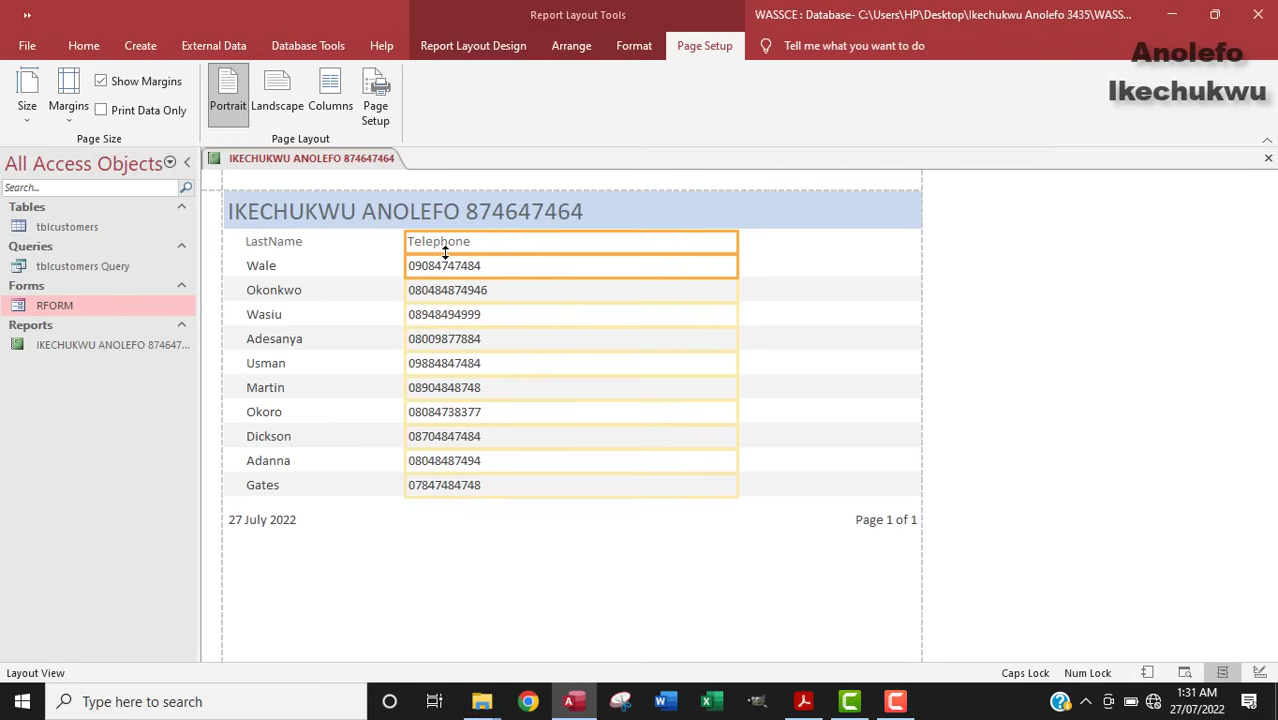 Report Layout Tools
WASSCE : Database- C:\Users\HP\Desktop\Ikechukwu Anolefo 3435\WASS...
File Home Create External Data Database Tools Help Report Layout Design Arrange Format Page Setup Tell me what you want to do
Anolefo
Ikechukwu
Size
Margins
Show Margins
Print Data Only
Page Size
Portrait
Landscape
Columns
Page Setup
Page Layout
All Access Objects
Search...
Tables
tblcustomers
Queries
tblcustomers Query
Forms
RFORM
Reports
IKECHUKWU ANOLEFO 874647...
IKECHUKWU ANOLEFO 874647464
IKECHUKWU ANOLEFO 874647464
LastName Telephone
Wale 09084747484
Okonkwo 080484874946
Wasiu 08948494999
Adesanya 08009877884
Usman 09884847484
Martin 08904848748
Okoro 08084738377
Dickson 08704847484
Adanna 08048487494
Gates 07847484748
27 July 2022 Page 1 of 1
Layout View
Caps Lock Num Lock
Type here to search
1:31 AM
27/07/2022